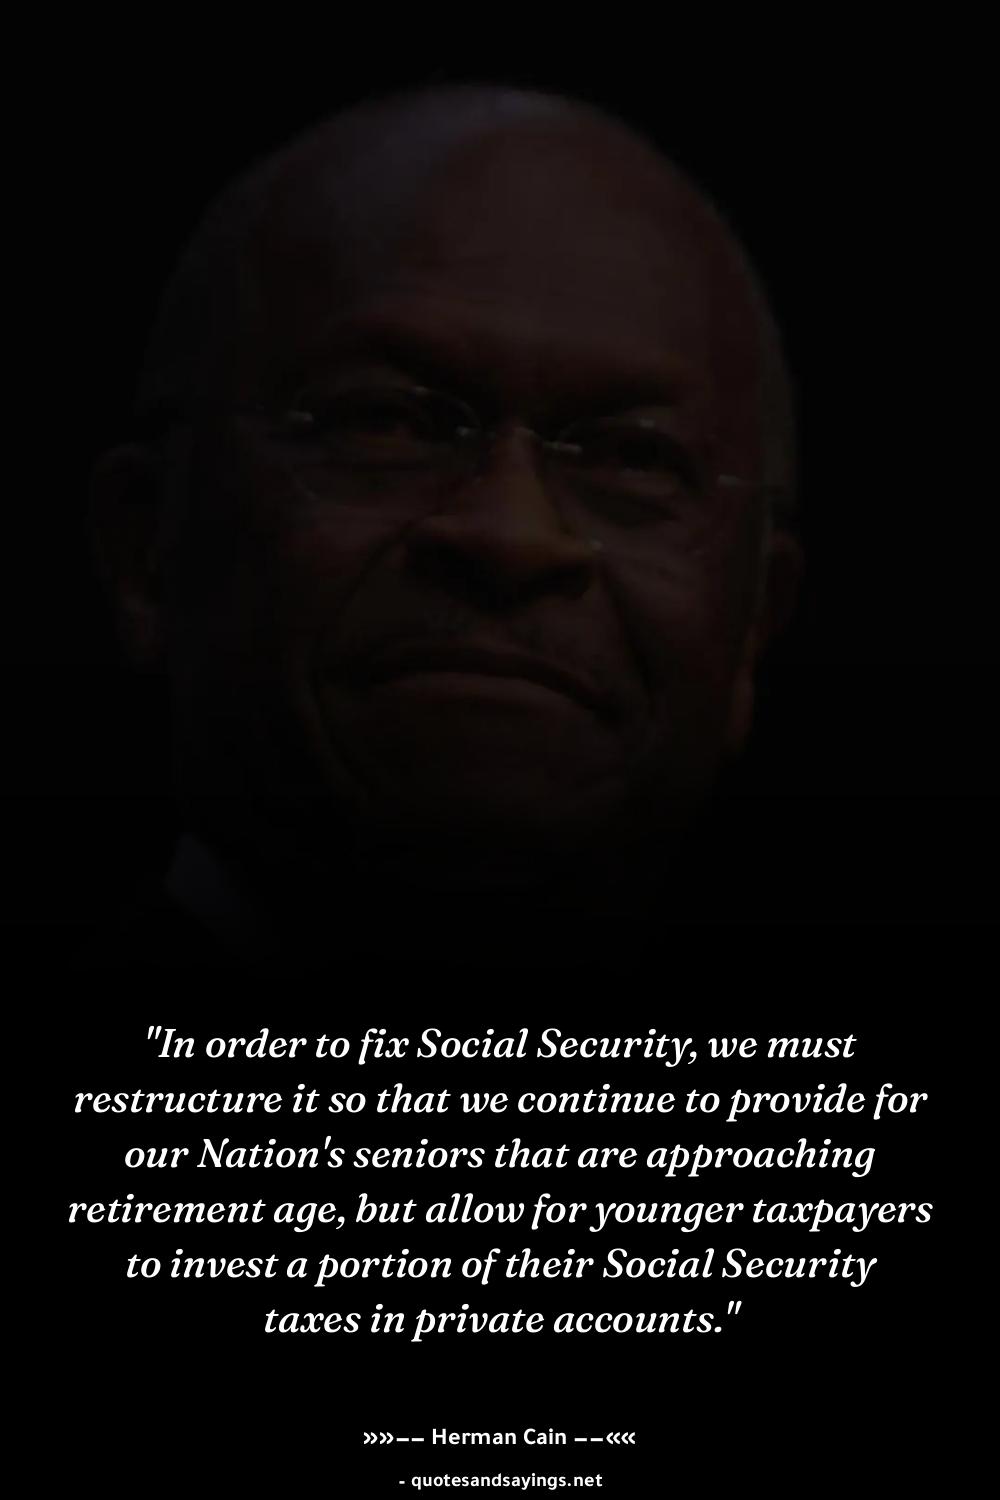 "In order to fix Social Security, we must
restructure it so that we continue to provide for
our Nation's seniors that are approaching
retirement age, but allow for younger taxpayers
to invest a portion of their Social Security
taxes in private accounts."
»»–– Herman Cain ––««
- quotesandsayings.net